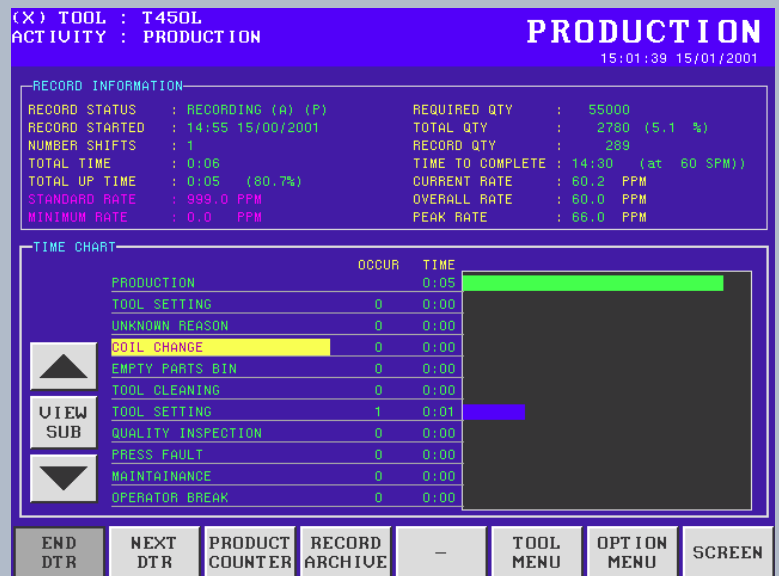 (X) TOOL : T450L
ACTIVITY : PRODUCTION
PRODUCTION
15:01:39 15/01/2001
RECORD INFORMATION
RECORD STATUS : RECORDING (A) (P)
RECORD STARTED : 14:55 15/00/2001
NUMBER SHIFTS : 1
TOTAL TIME : 0:06
TOTAL UP TIME : 0:05 (80.7%)
STANDARD RATE : 999.0 PPM
MINIMUM RATE : 0.0 PPM
REQUIRED QTY : 55000
TOTAL QTY : 2780 (5.1 %)
RECORD QTY : 289
TIME TO COMPLETE : 14:30 (at 60 SPM))
CURRENT RATE : 60.2 PPM
OVERALL RATE : 60.0 PPM
PEAK RATE : 66.0 PPM
TIME CHART
OCCUR TIME
PRODUCTION 0:05
TOOL SETTING 0 0:00
UNKNOWN REASON 0 0:00
COIL CHANGE 0 0:00
EMPTY PARTS BIN 0 0:00
TOOL CLEANING 0 0:00
TOOL SETTING 1 0:01
QUALITY INSPECTION 0 0:00
PRESS FAULT 0 0:00
MAINTAINANCE 0 0:00
OPERATOR BREAK 0 0:00
VIEW
SUB
END
DTR
NEXT
DTR
PRODUCT
COUNTER
RECORD
ARCHIVE
–
TOOL
MENU
OPTION
MENU
SCREEN